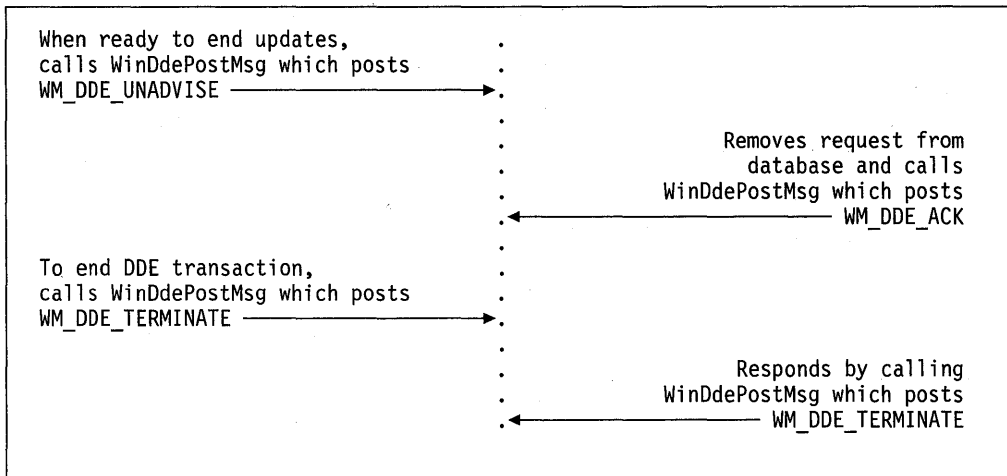 When ready to end updates,
calls WinDdePostMsg which posts
WM_DDE_UNADVISE
Removes request from
database and calls
WinDdePostMsg which posts
WM_DDE_ACK
To end DDE transaction,
calls WinDdePostMsg which posts
WM_DDE_TERMINATE
Responds by calling
WinDdePostMsg which posts
WM_DDE_TERMINATE